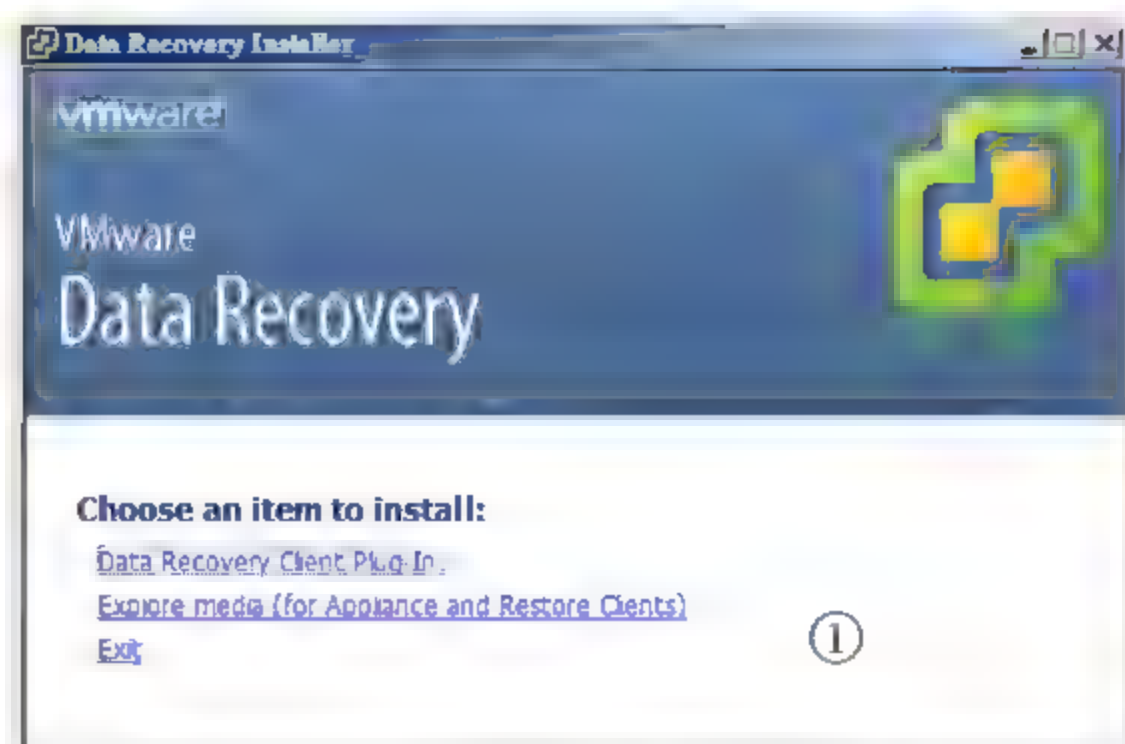 Data Recovery Installer
vmware
VMware
Data Recovery
Choose an item to install:
Data Recovery Client Plug-In
Explore media (for Appliance and Restore Clients)
Exit
①